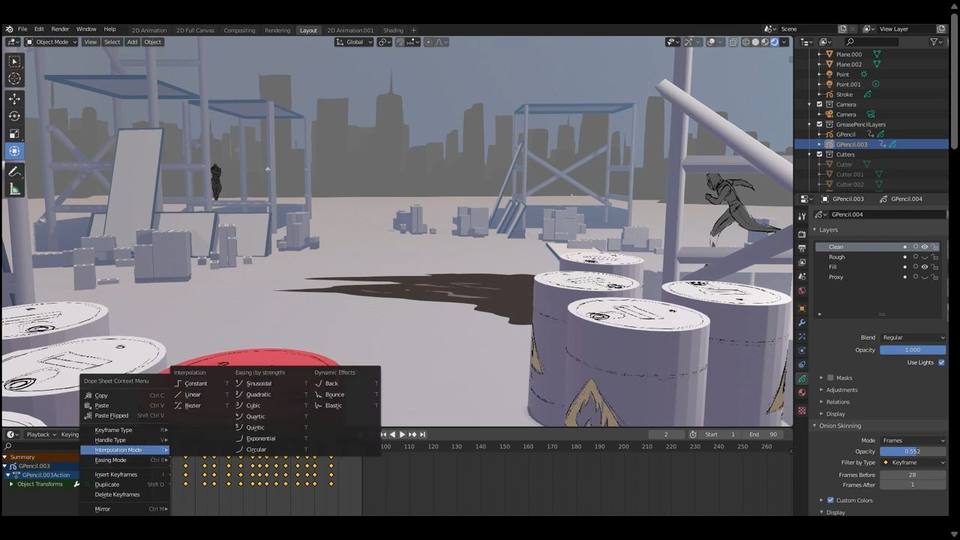 File Edit Render Window Help 2D Animation 2D Full Canvas Compositing Rendering Layout 2D Animation.001 Shading Scene View Layer
Object Mode View Select Add Object Global
Plane.000
Plane.002
Point
Point.001
Stroke
Camera
Camera
GreasePencilLayers
GPencil
GPencil.003
Cutters
Cutter
Cutter.001
Cutter.002
GPencil.003 GPencil.004
GPencil.004
Layers
Clean
Rough
Fill
Proxy
Blend Regular
Opacity 1.000
Use Lights
Masks
Adjustments
Relations
Display
Onion Skinning
Mode Frames
Opacity 0.552
Filter by Type Keyframe
Frames Before 28
Frames After 1
Custom Colors
Display
Dope Sheet Context Menu
Copy Ctrl C
Paste Ctrl V
Paste Flipped Shift Ctrl V
Keyframe Type R
Handle Type V
Interpolation Mode
Easing Mode Ctrl E
Insert Keyframes
Duplicate Shift D
Delete Keyframes
Mirror Ctrl M
Interpolation
Constant T
Linear T
Bezier T
Easing (by strength)
Sinusoidal T
Quadratic T
Cubic T
Quartic T
Quintic T
Exponential T
Circular T
Dynamic Effects
Back T
Bounce T
Elastic T
Playback Keying
2 Start 1 End 90
130 140 150 160 170 180 190 200 210 220 230 240 250 260
Summary
GPencil.003
GPencil.003Action
Object Transforms